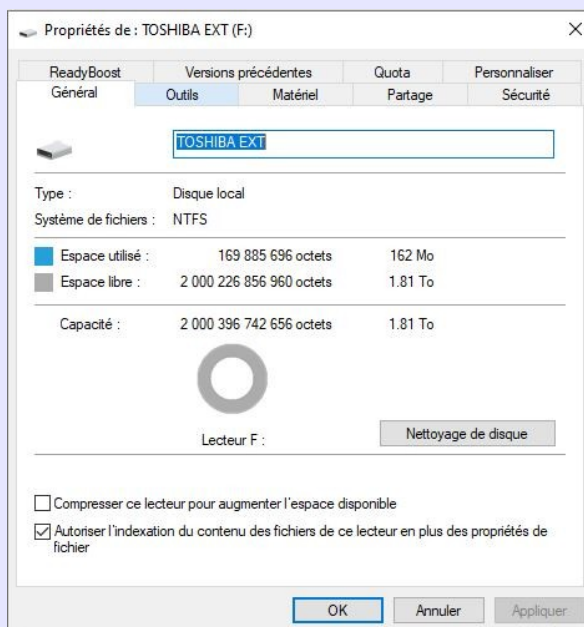 Propriétés de : TOSHIBA EXT (F:)
ReadyBoost Versions précédentes Quota Personnaliser
Général Outils Matériel Partage Sécurité
TOSHIBA EXT
Type : Disque local
Système de fichiers : NTFS
Espace utilisé : 169 885 696 octets 162 Mo
Espace libre : 2 000 226 856 960 octets 1.81 To
Capacité : 2 000 396 742 656 octets 1.81 To
Lecteur F : Nettoyage de disque
Compresser ce lecteur pour augmenter l'espace disponible
Autoriser l'indexation du contenu des fichiers de ce lecteur en plus des propriétés de
fichier
OK Annuler Appliquer